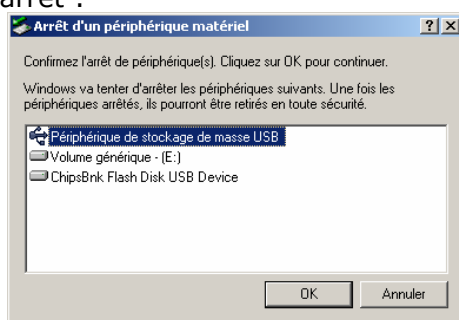 arrêt :
Arrêt d'un périphérique matériel
Confirmez l'arrêt de périphérique(s). Cliquez sur OK pour continuer.
Windows va tenter d'arrêter les périphériques suivants. Une fois les
périphériques arrêtés, ils pourront être retirés en toute sécurité.
Périphérique de stockage de masse USB
Volume générique - (E:)
ChipsBnk Flash Disk USB Device
OK Annuler